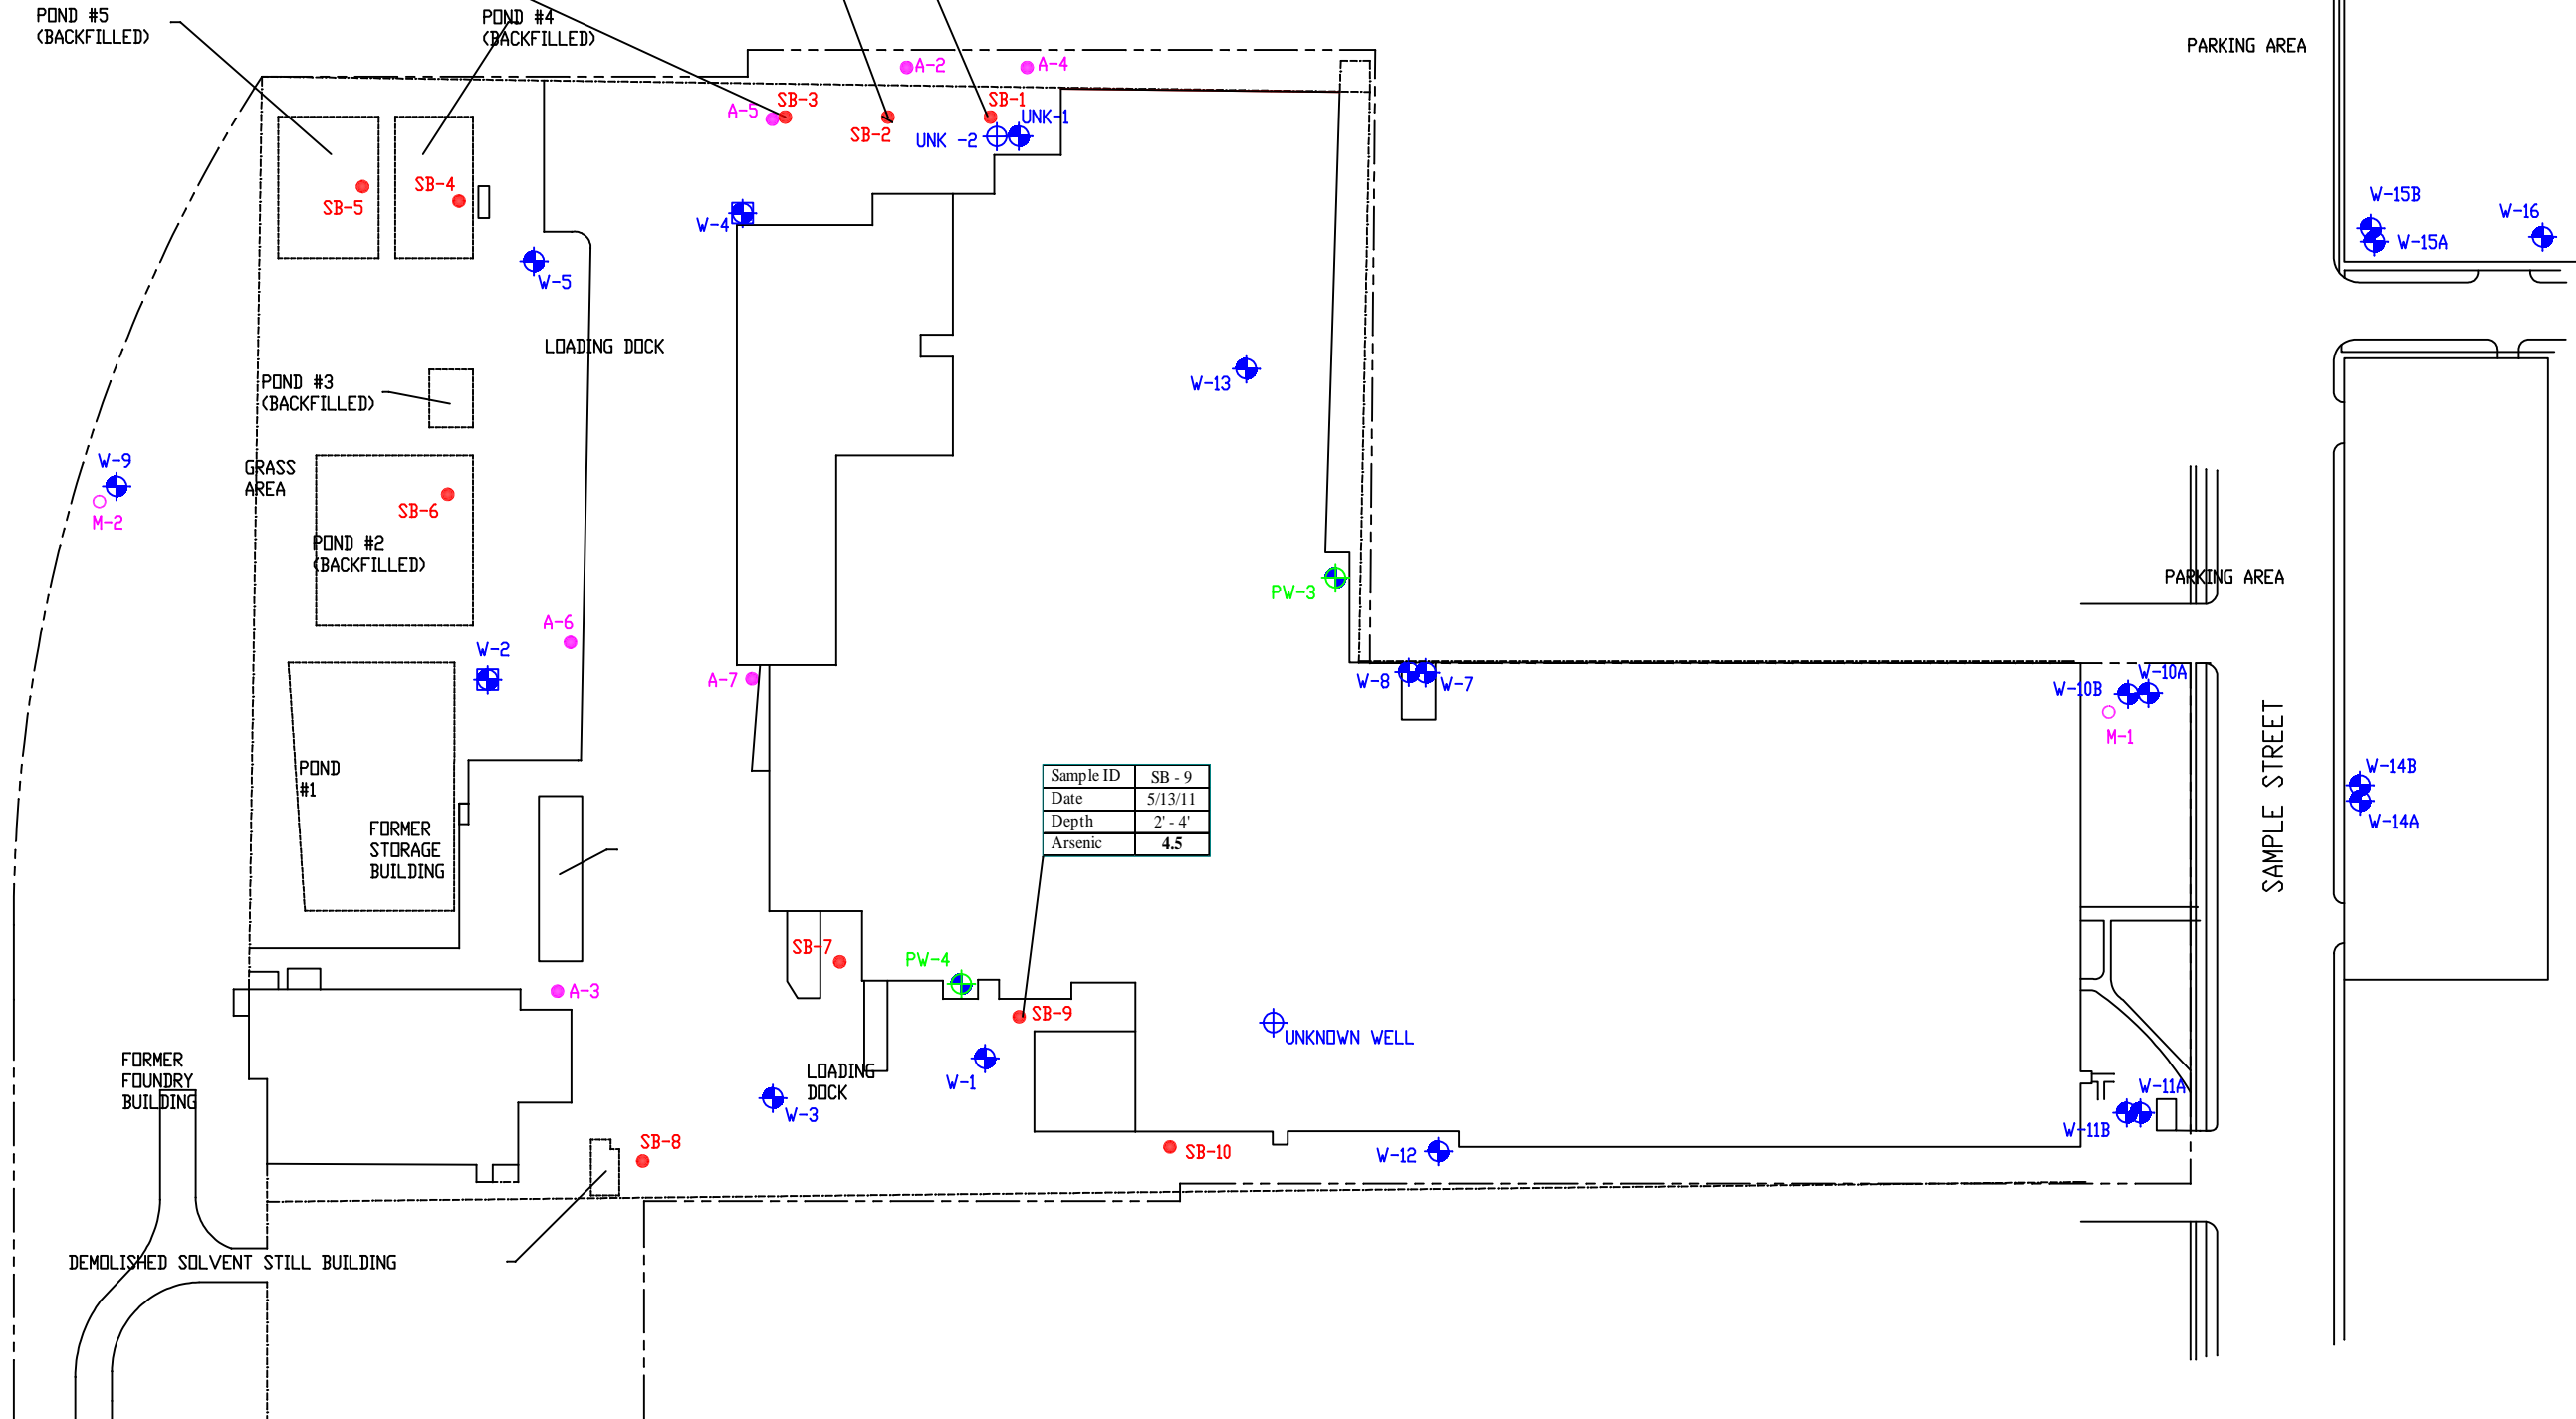 POND #5
(BACKFILLED)
POND #4
(BACKFILLED)
PARKING AREA
A-2
A-4
A-5
SB-3
SB-2
SB-1
UNK-1
UNK -2
SB-5
SB-4
W-4
W-5
W-15B
W-15A
W-16
LOADING DOCK
POND #3
(BACKFILLED)
W-13
W-9
M-2
GRASS
AREA
SB-6
POND #2
(BACKFILLED)
PW-3
PARKING AREA
A-6
W-2
A-7
W-8
W-7
W-10B
W-10A
M-1
SAMPLE STREET
POND
#1
Sample ID SB - 9
Date 5/13/11
Depth 2' - 4'
Arsenic 4.5
W-14B
W-14A
FORMER
STORAGE
BUILDING
SB-7
PW-4
A-3
SB-9
UNKNOWN WELL
FORMER
FOUNDRY
BUILDING
LOADING
DOCK
W-1
W-3
W-11A
W-11B
SB-8
SB-10
W-12
DEMOLISHED SOLVENT STILL BUILDING